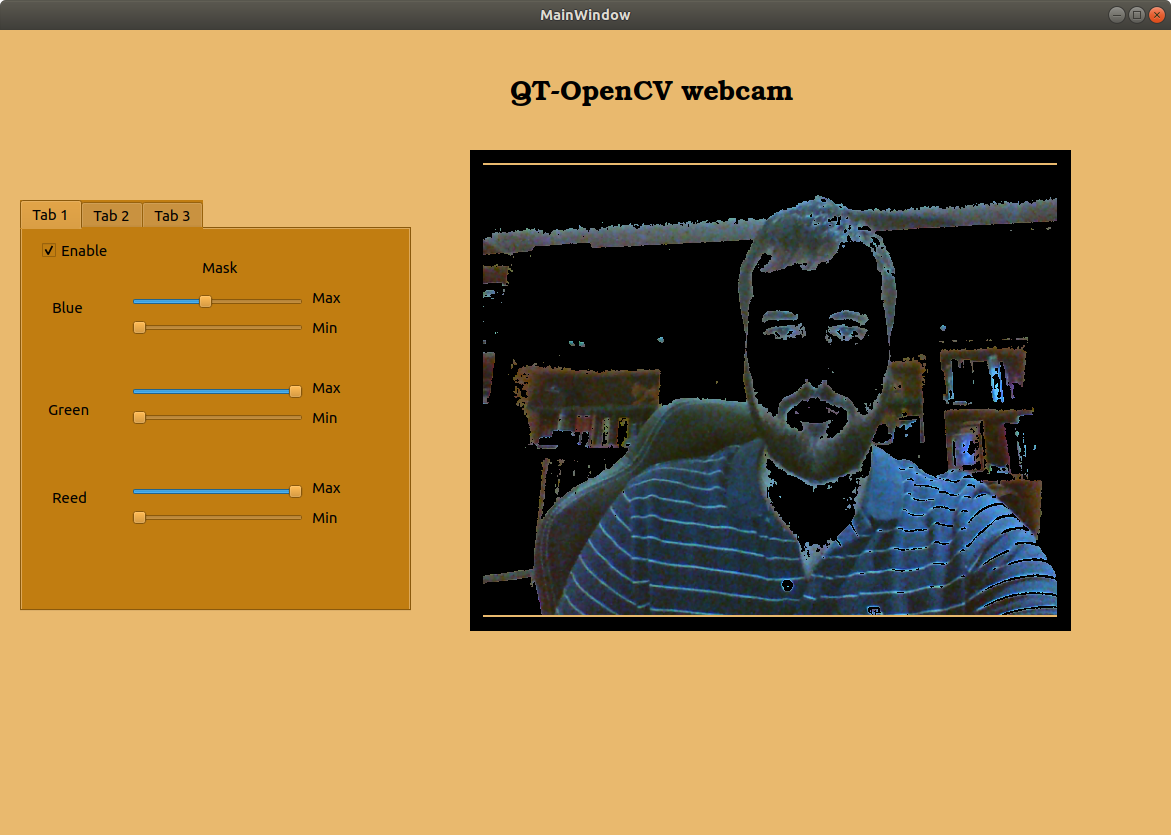 MainWindow
QT-OpenCV webcam
Tab 1 Tab 2 Tab 3
Enable
Mask
Blue
Max
Min
Green
Max
Min
Reed
Max
Min